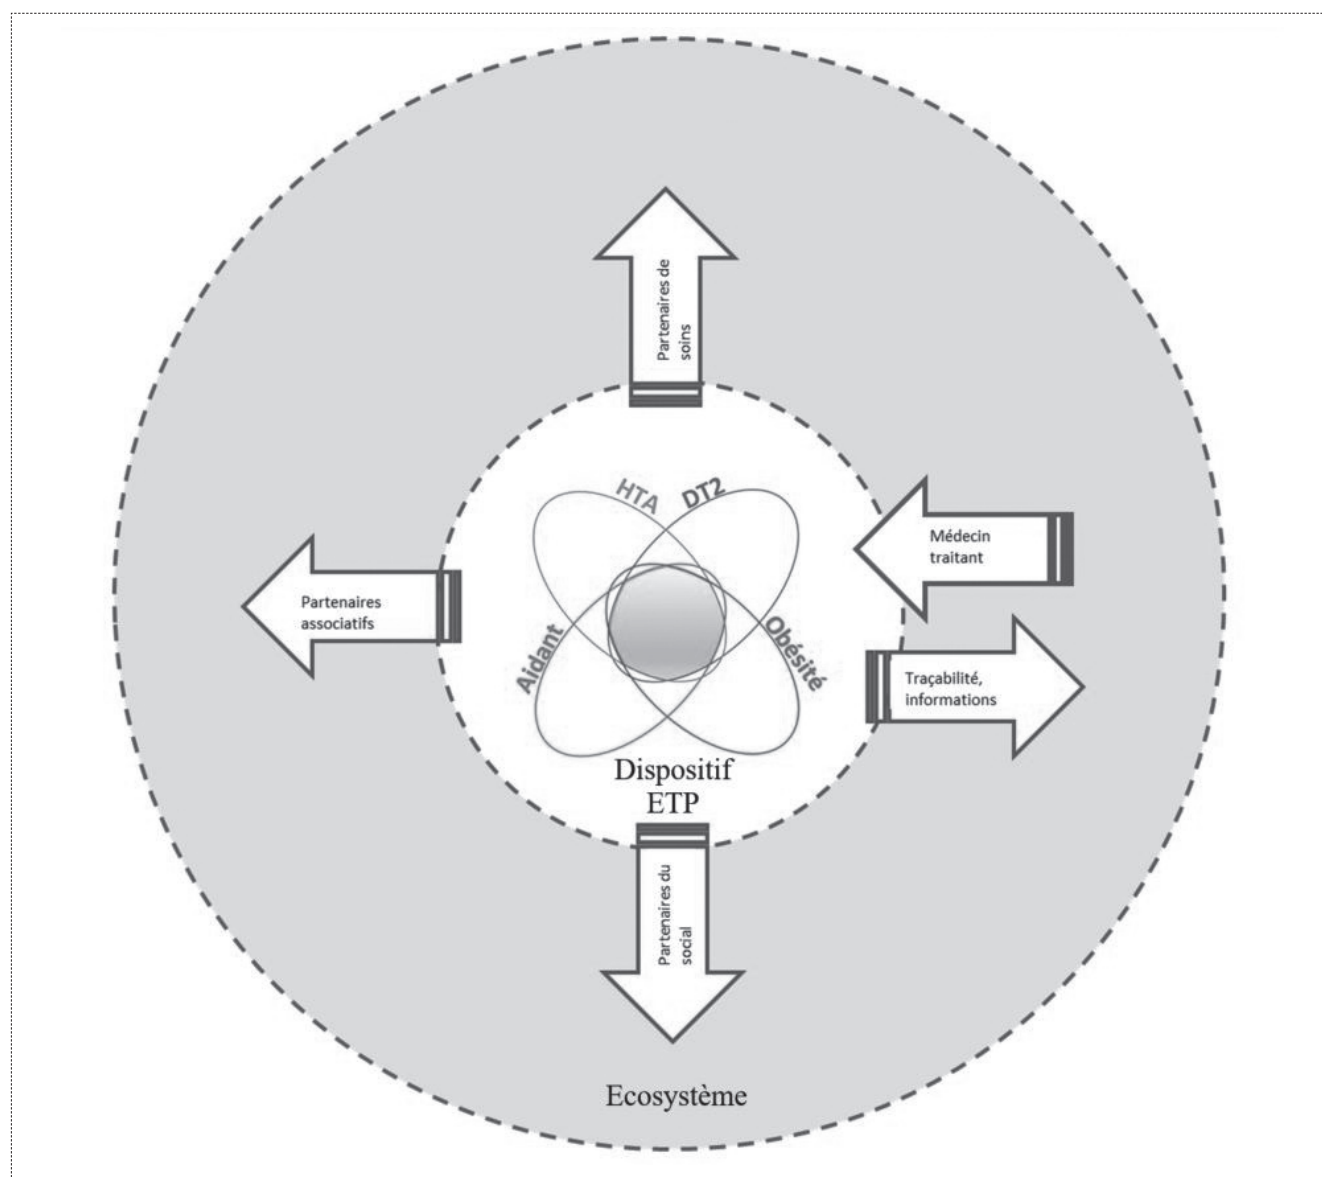 Partenaires de
soins
HTA
DT2
Médecin
traitant
Partenaires
associatifs
Aidant
Obésité
Traçabilité,
informations
Dispositif
ETP
Partenaires du
social
Ecosystème